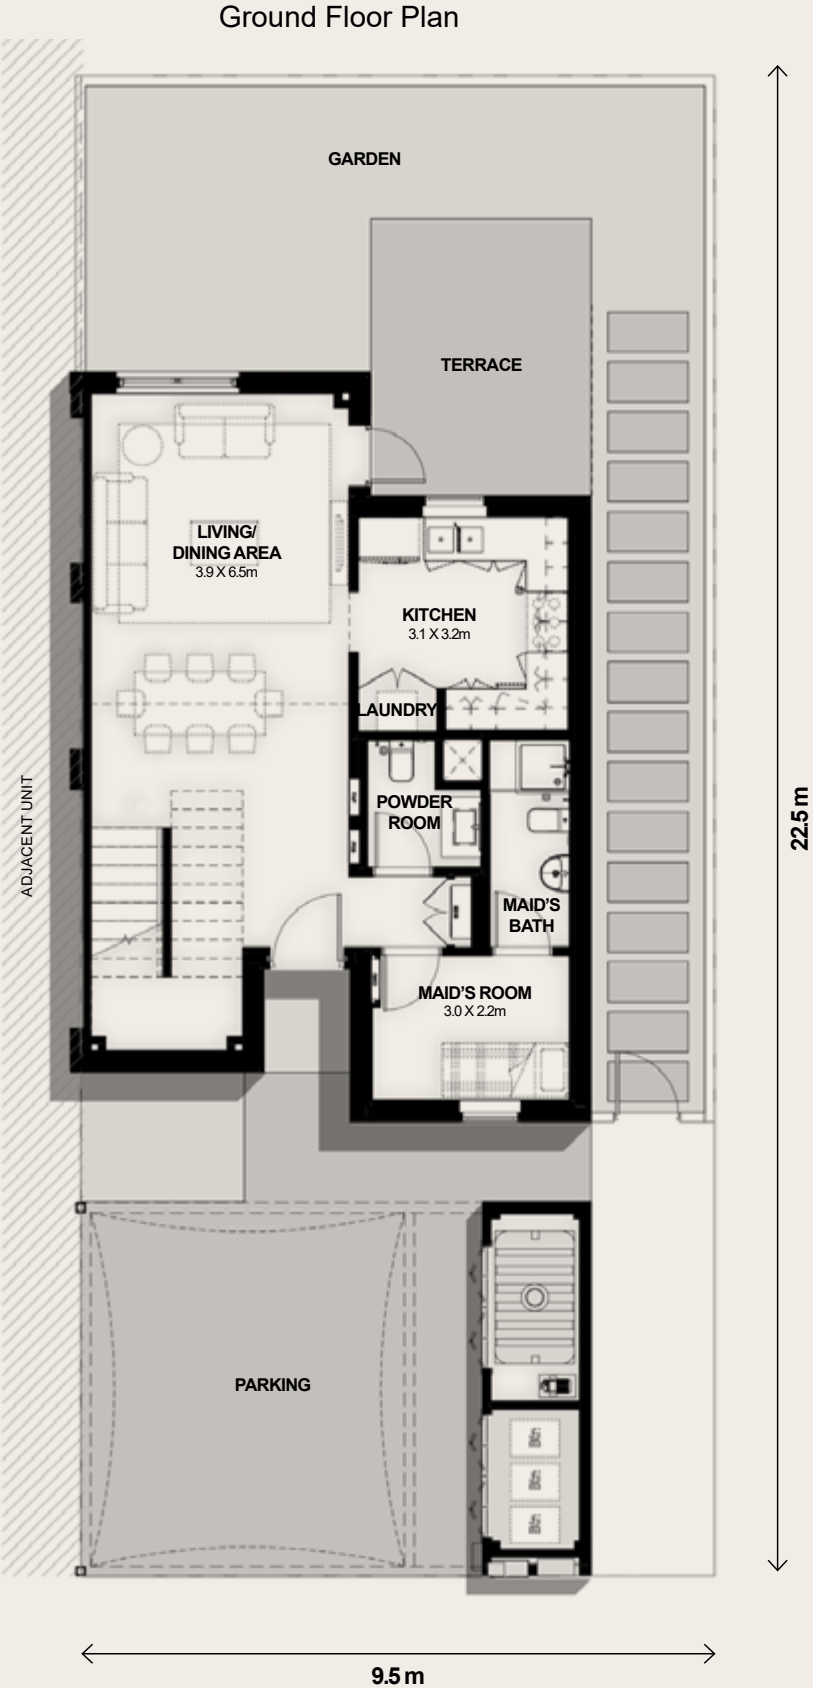 Ground Floor Plan
GARDEN
TERRACE
LIVING/
DINING AREA
3.9 X 6.5m
KITCHEN
3.1 X 3.2m
LAUNDRY
POWDER
ROOM
ADJACENT UNIT
22.5 m
MAID'S
BATH
MAID'S ROOM
3.0 X 2.2m
PARKING
9.5 m